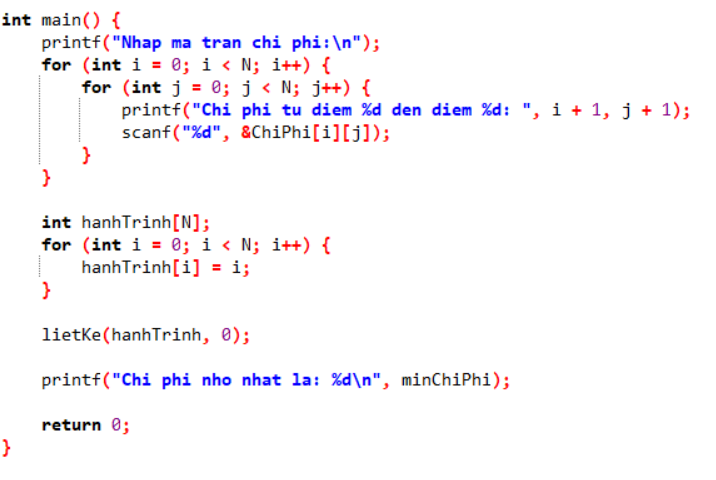 int main() {
    printf("Nhap ma tran chi phi:\n");
    for (int i = 0; i < N; i++) {
        for (int j = 0; j < N; j++) {
            printf("Chi phi tu diem %d den diem %d: ", i + 1, j + 1);
            scanf("%d", &ChiPhi[i][j]);
        }
    }
    int hanhTrinh[N];
    for (int i = 0; i < N; i++) {
        hanhTrinh[i] = i;
    }
    lietKe(hanhTrinh, 0);
    printf("Chi phi nho nhat la: %d\n", minChiPhi);
    return 0;
}